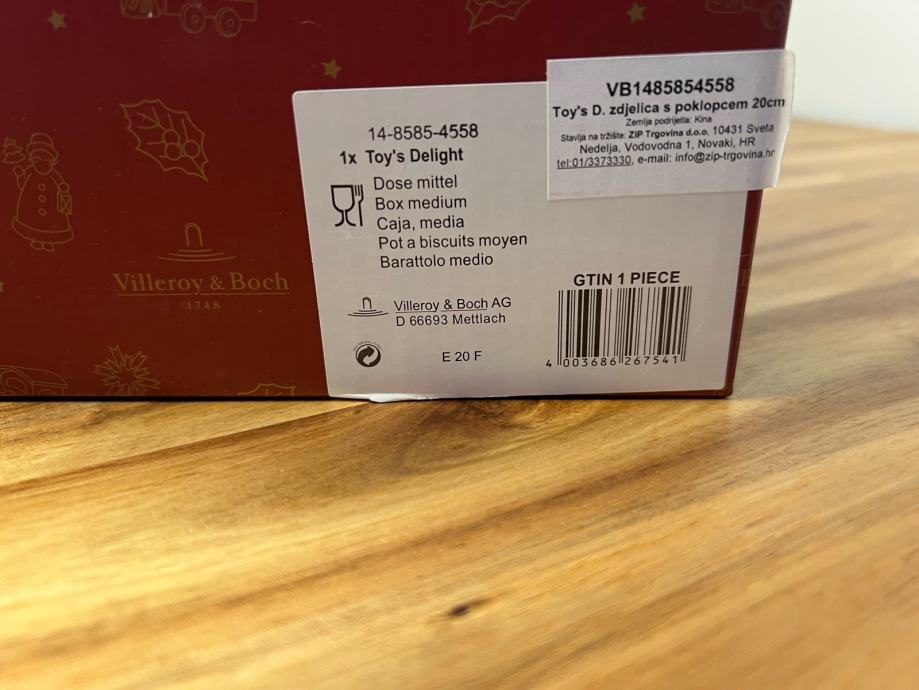 VB1485854558
Toy's D. zdjelica s poklopcem 20cm
Zemlja podrijetla: Kina
Stavlja na tržište: ZIP Trgovina d.o.o, 10431 Sveta
Nedelja, Vodovodna 1, Novaki, HR
tel:01/3373330, e-mail: info@zip-trgovina.hr
14-8585-4558
1x Toy's Delight
Dose mittel
Box medium
Caja, media
Pot a biscuits moyen
Barattolo medio
Villeroy & Boch
1748
Villeroy & Boch AG
D 66693 Mettlach
E 20 F
GTIN 1 PIECE
4 003686 267541